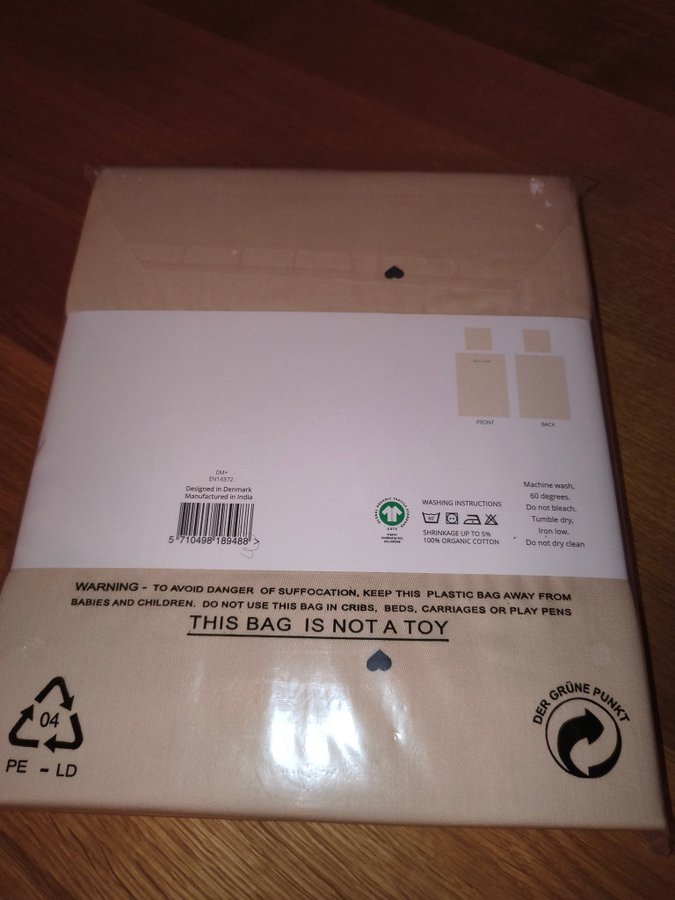 FRONT
BACK
0M+
EN14372
Designed in Denmark
Manufactured in India
5 710498 189488 >
GOTS
WASHING INSTRUCTIONS
60
SHRINKAGE UP TO 5%
100% ORGANIC COTTON
Machine wash,
60 degrees.
Do not bleach.
Tumble dry,
Iron low.
Do not dry clean
WARNING - TO AVOID DANGER OF SUFFOCATION, KEEP THIS PLASTIC BAG AWAY FROM
BABIES AND CHILDREN. DO NOT USE THIS BAG IN CRIBS, BEDS, CARRIAGES OR PLAY PENS
THIS BAG IS NOT A TOY
04
PE - LD
DER GRÜNE PUNKT